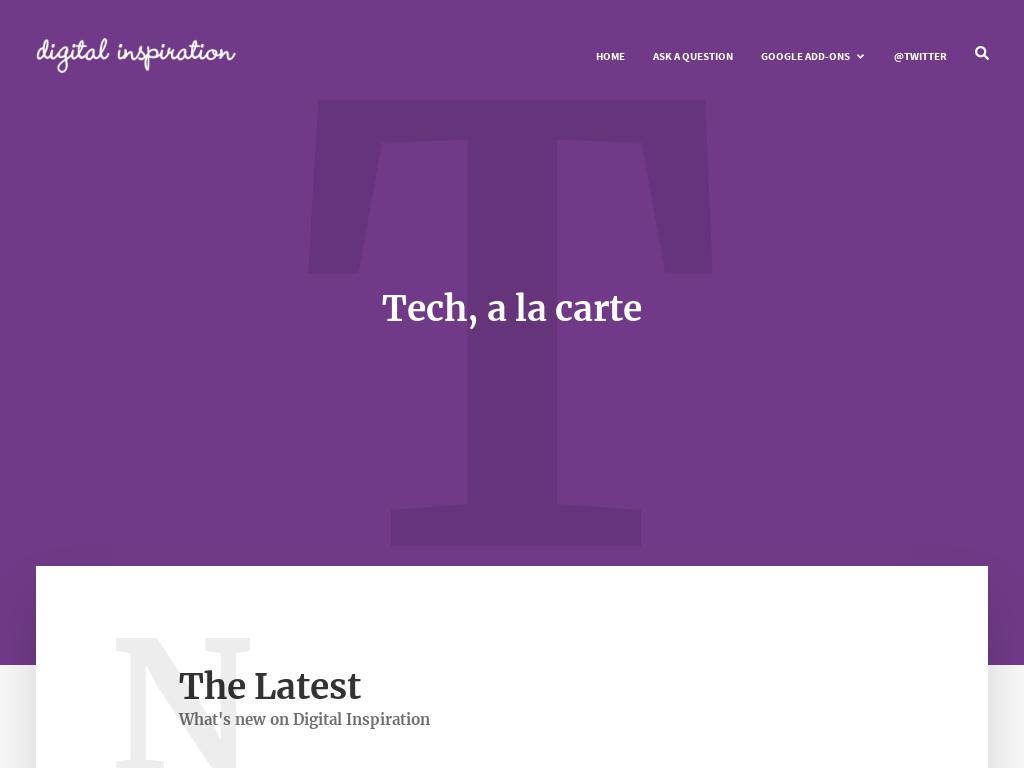 digital inspiration
HOME ASK A QUESTION GOOGLE ADD-ONS @TWITTER
T
Tech, a la carte
N
The Latest
What's new on Digital Inspiration